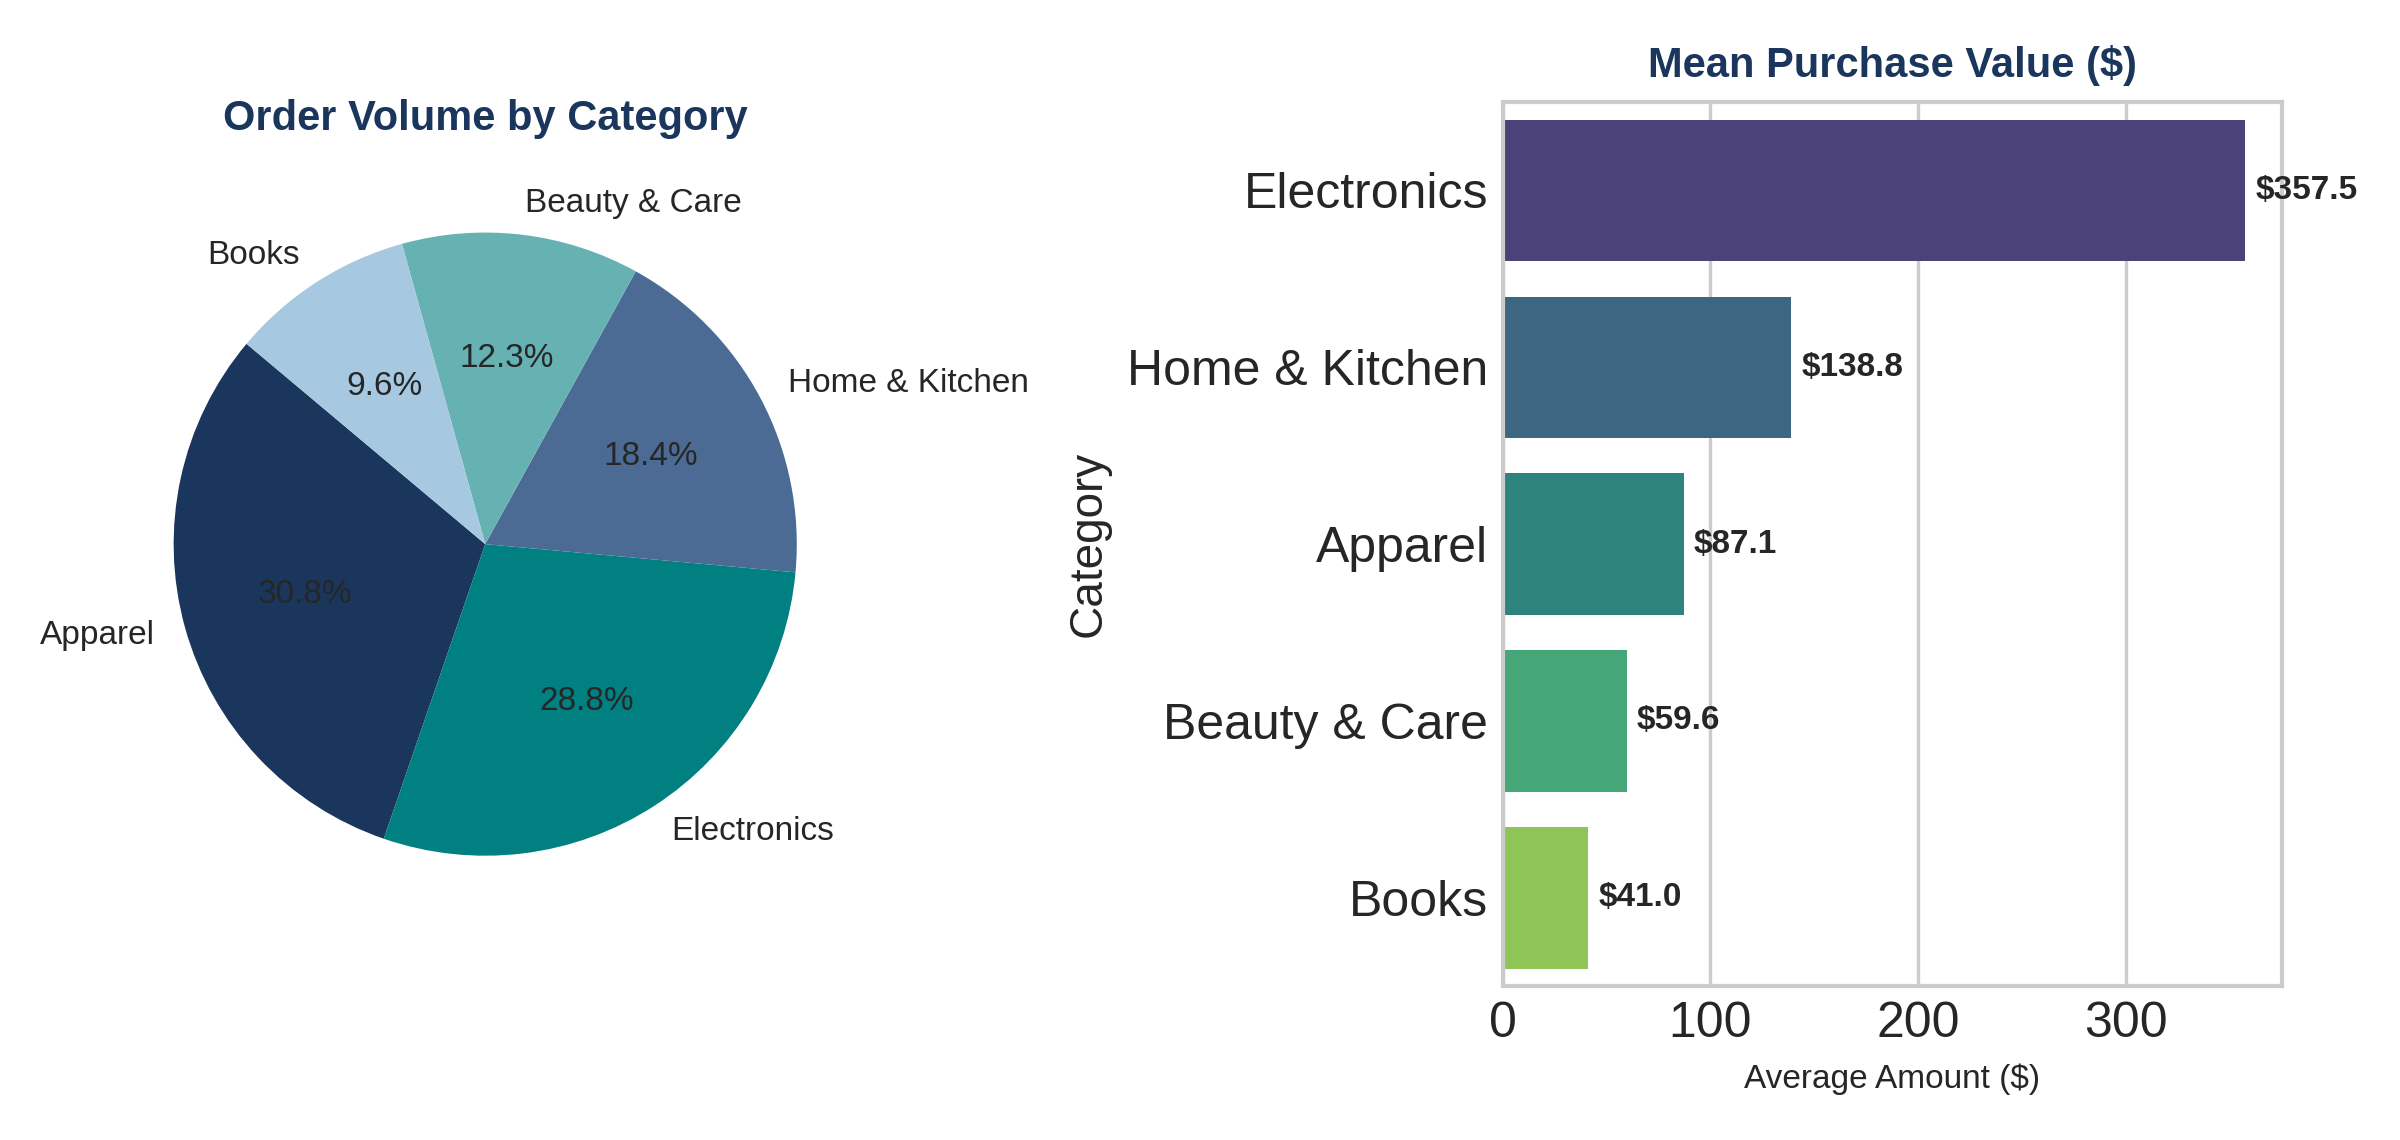 Order Volume by Category
Beauty & Care
Books
12.3%
9.6%
Home & Kitchen
18.4%
30.8%
Apparel
28.8%
Electronics
Mean Purchase Value ($)
Category
Electronics
$357.5
Home & Kitchen
$138.8
Apparel
$87.1
Beauty & Care
$59.6
Books
$41.0
0 100 200 300
Average Amount ($)